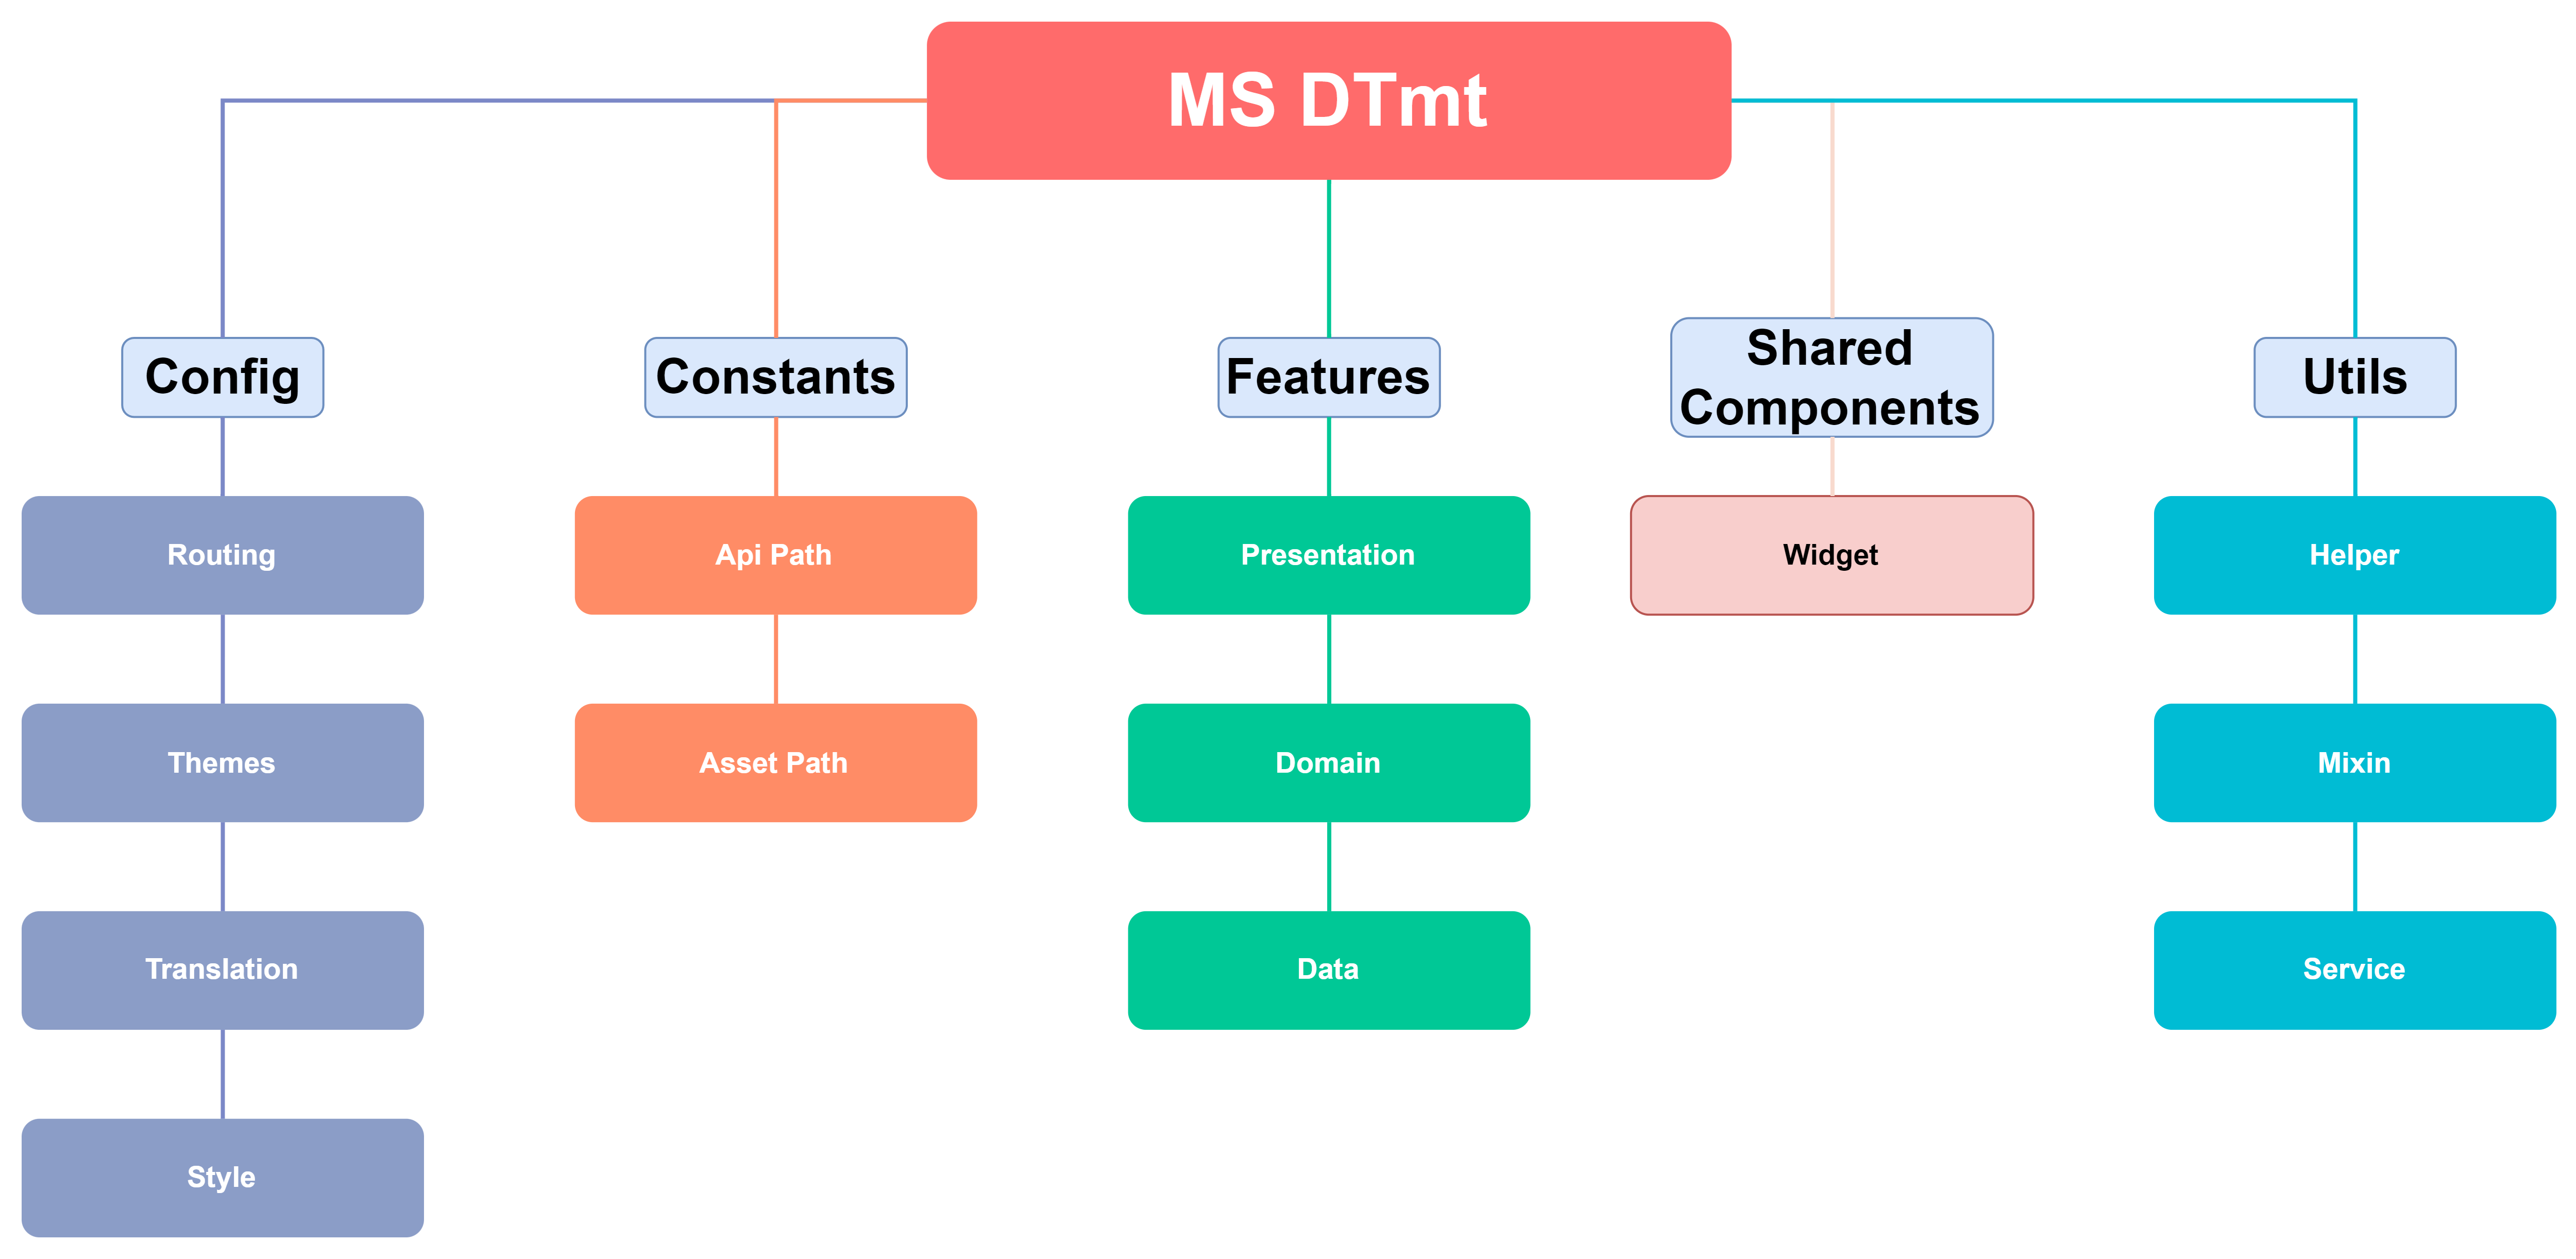 MS DTmt
Config
Constants
Features
Shared
Components
Utils
Routing
Api Path
Presentation
Widget
Helper
Themes
Asset Path
Domain
Mixin
Translation
Data
Service
Style